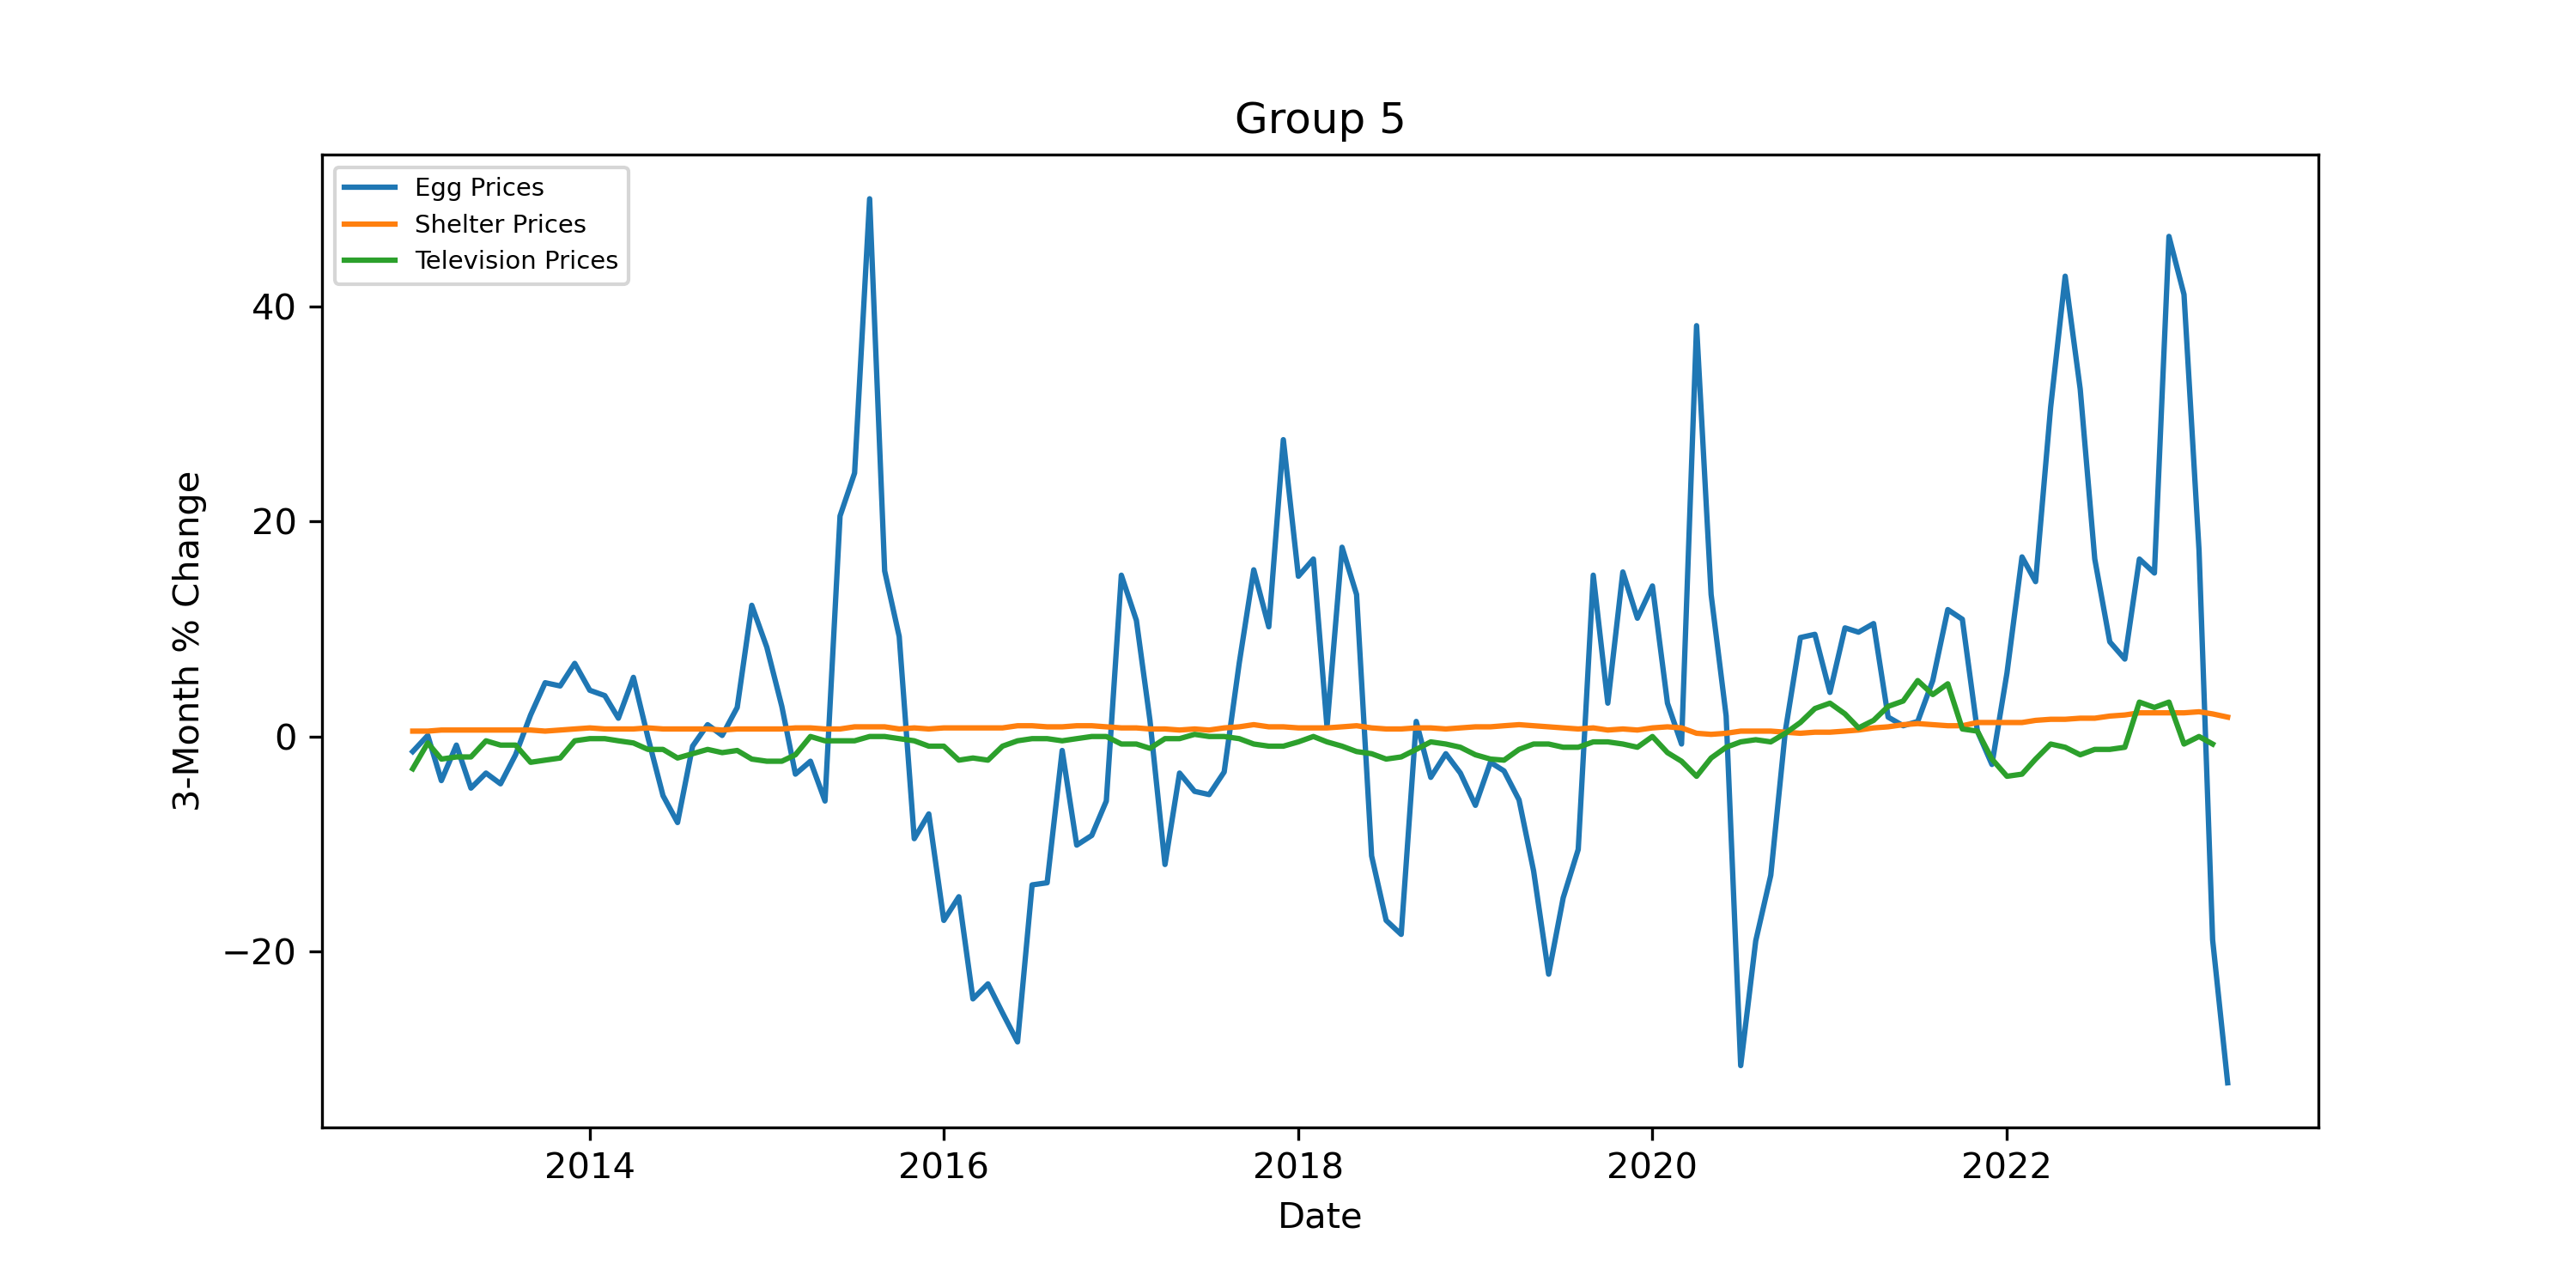 Group 5
Egg Prices
Shelter Prices
Television Prices
3-Month % Change
40
20
0
−20
2014 2016 2018 2020 2022
Date